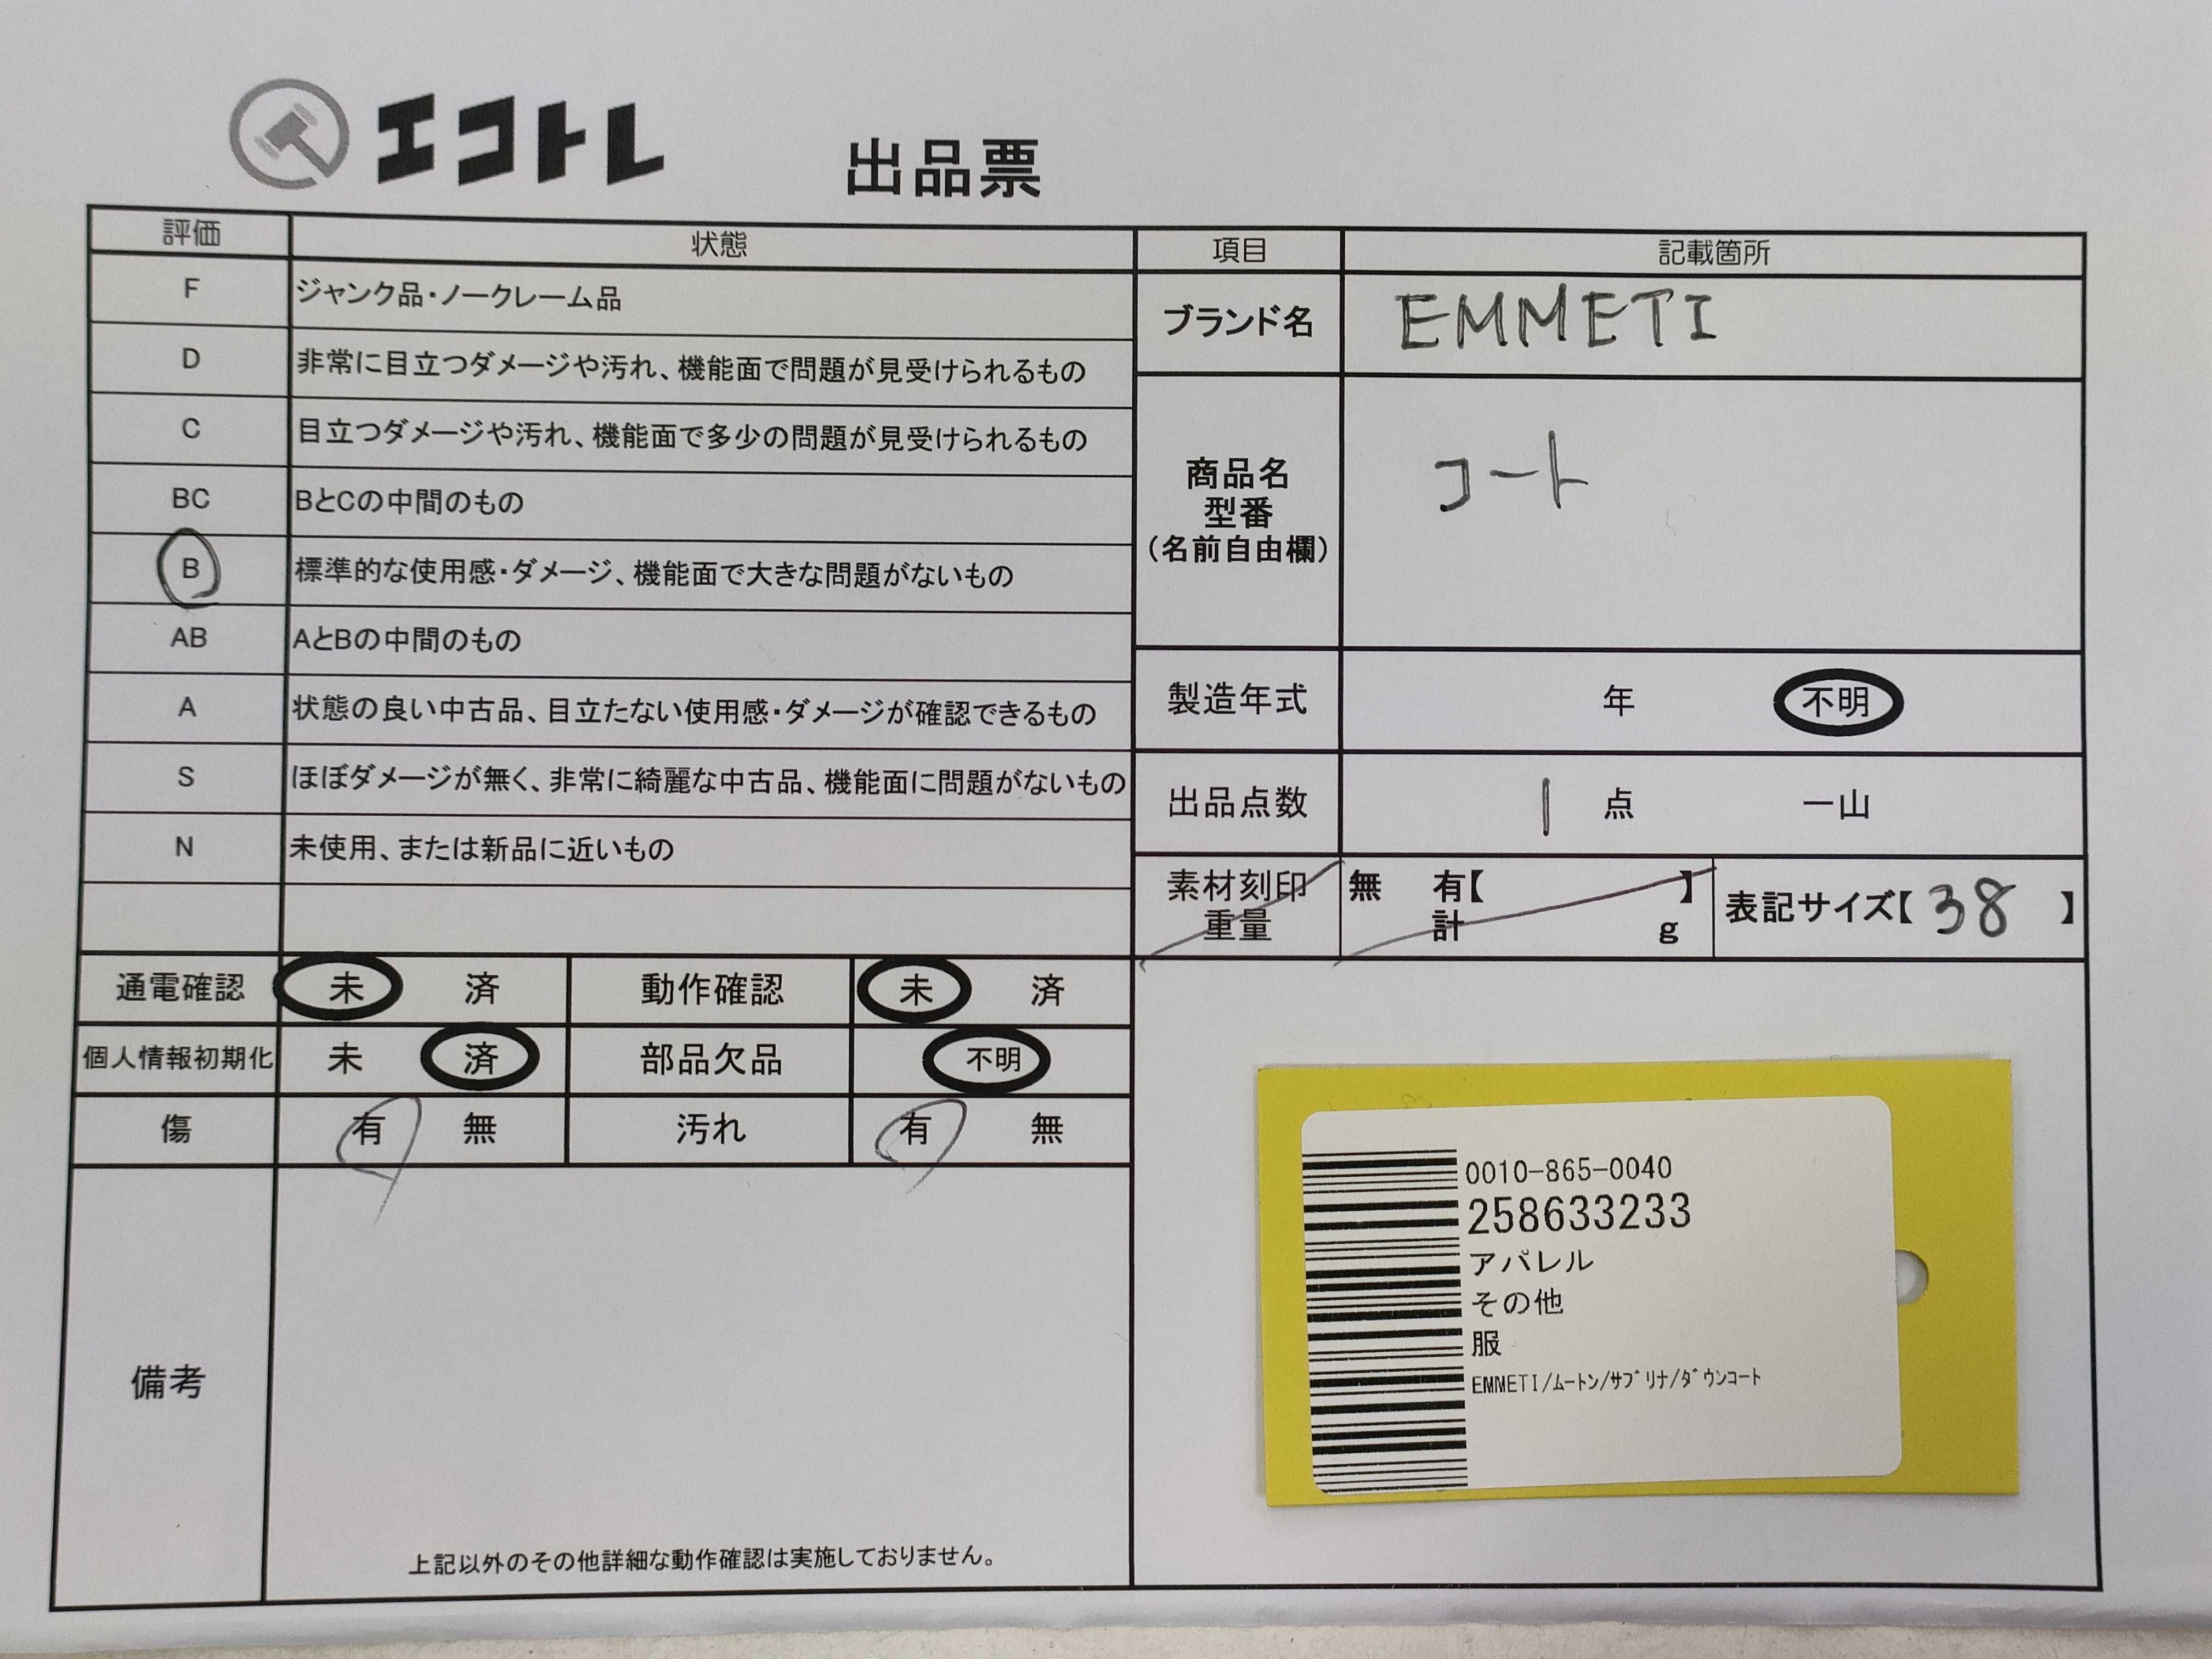 エコトレ
出品票
評価 状態
F ジャンク品・ノークレーム品
D 非常に目立つダメージや汚れ、機能面で問題が見受けられるもの
C 目立つダメージや汚れ、機能面で多少の問題が見受けられるもの
BC BとCの中間のもの
B 標準的な使用感・ダメージ、機能面で大きな問題がないもの
AB AとBの中間のもの
A 状態の良い中古品、目立たない使用感・ダメージが確認できるもの
S ほぼダメージが無く、非常に綺麗な中古品、機能面に問題がないもの
N 未使用、または新品に近いもの
通電確認 未 済 動作確認 未 済
個人情報初期化 未 済 部品欠品 不明
傷 有 無 汚れ 有 無
備考
上記以外のその他詳細な動作確認は実施しておりません。
項目 記載箇所
ブランド名 EMMETI
商品名
型番
(名前自由欄)
コート
製造年式 年 不明
出品点数 1 点 一山
素材刻印 無 有【 】
重量 計 g
表記サイズ【 38 】
0010-865-0040
258633233
アパレル
その他
服
EMMETI/ムートン/サブリナ/ダウンコート